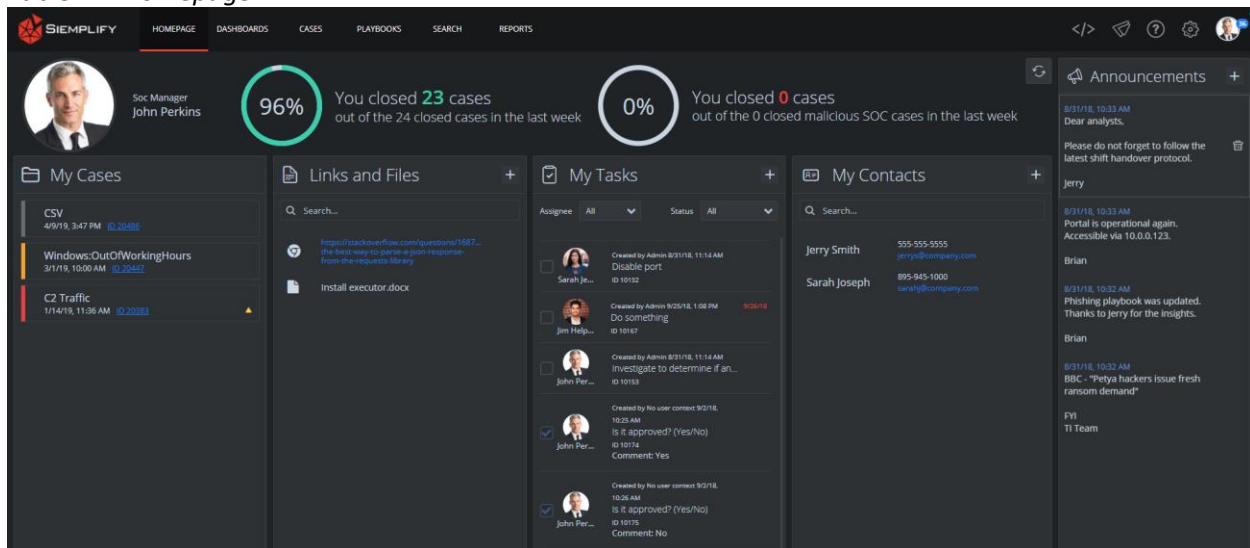 SIEMPLIFY
HOMEPAGE
DASHBOARDS
CASES
PLAYBOOKS
SEARCH
REPORTS
</>
?
Soc Manager
John Perkins
96%
You closed 23 cases
out of the 24 closed cases in the last week
0%
You closed 0 cases
out of the 0 closed malicious SOC cases in the last week
My Cases
CSV
4/9/19, 3:47 PM ID 20486
Windows:OutOfWorkingHours
3/1/19, 10:00 AM ID 20447
C2 Traffic
1/14/19, 11:36 AM ID 20383
Links and Files +
Search...
https://stackoverflow.com/questions/1687...
the-best-way-to-parse-a-json-response-
from-the-requests-library
Install executor.docx
My Tasks +
Assignee All Status All
Created by Admin 8/31/18, 11:14 AM
Disable port
Sarah Je... ID 10132
Created by Admin 9/25/18, 1:08 PM 9/26/18
Do something
Jim Help... ID 10167
Created by Admin 8/31/18, 11:14 AM
Investigate to determine if an...
John Per... ID 10153
Created by No user context 9/2/18,
10:25 AM
Is it approved? (Yes/No)
John Per... ID 10174
Comment: Yes
Created by No user context 9/2/18,
10:26 AM
Is it approved? (Yes/No)
John Per... ID 10175
Comment: No
My Contacts +
Search...
Jerry Smith 555-555-5555
jerrys@company.com
Sarah Joseph 895-945-1000
sarahj@company.com
Announcements +
8/31/18, 10:33 AM
Dear analysts,
Please do not forget to follow the
latest shift handover protocol.
Jerry
8/31/18, 10:33 AM
Portal is operational again.
Accessible via 10.0.0.123.
Brian
8/31/18, 10:32 AM
Phishing playbook was updated.
Thanks to Jerry for the insights.
Brian
8/31/18, 10:32 AM
BBC - "Petya hackers issue fresh
ransom demand"
FYI
TI Team